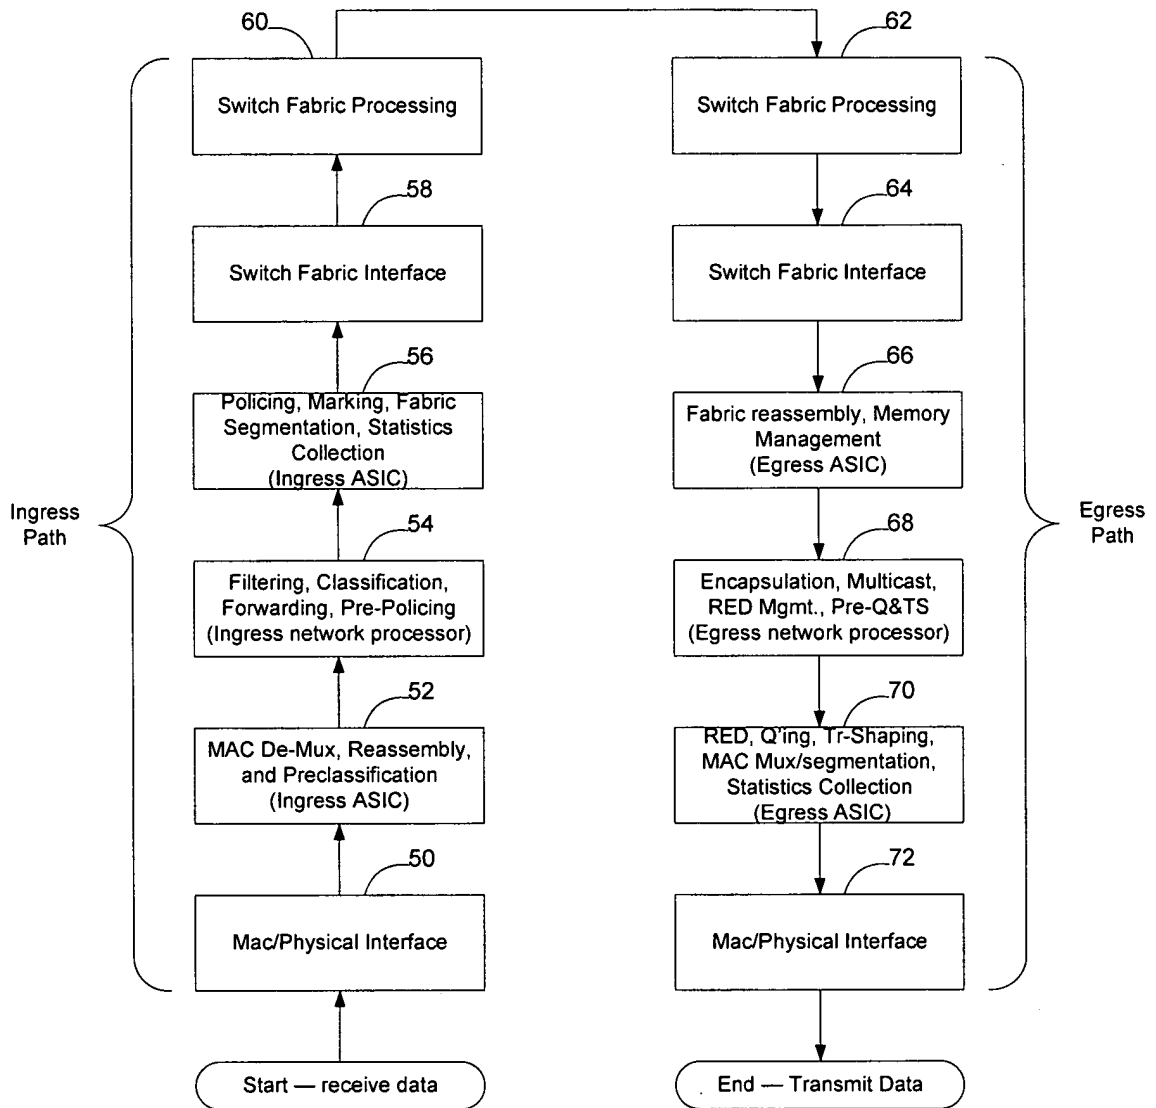 60
62
Switch Fabric Processing
Switch Fabric Processing
58
64
Switch Fabric Interface
Switch Fabric Interface
56
66
Policing, Marking, Fabric
Segmentation, Statistics
Collection
(Ingress ASIC)
Fabric reassembly, Memory
Management
(Egress ASIC)
Ingress
Path
Egress
Path
54
68
Filtering, Classification,
Forwarding, Pre-Policing
(Ingress network processor)
Encapsulation, Multicast,
RED Mgmt., Pre-Q&TS
(Egress network processor)
52
70
MAC De-Mux, Reassembly,
and Preclassification
(Ingress ASIC)
RED, Q'ing, Tr-Shaping,
MAC Mux/segmentation,
Statistics Collection
(Egress ASIC)
50
72
Mac/Physical Interface
Mac/Physical Interface
Start — receive data
End — Transmit Data